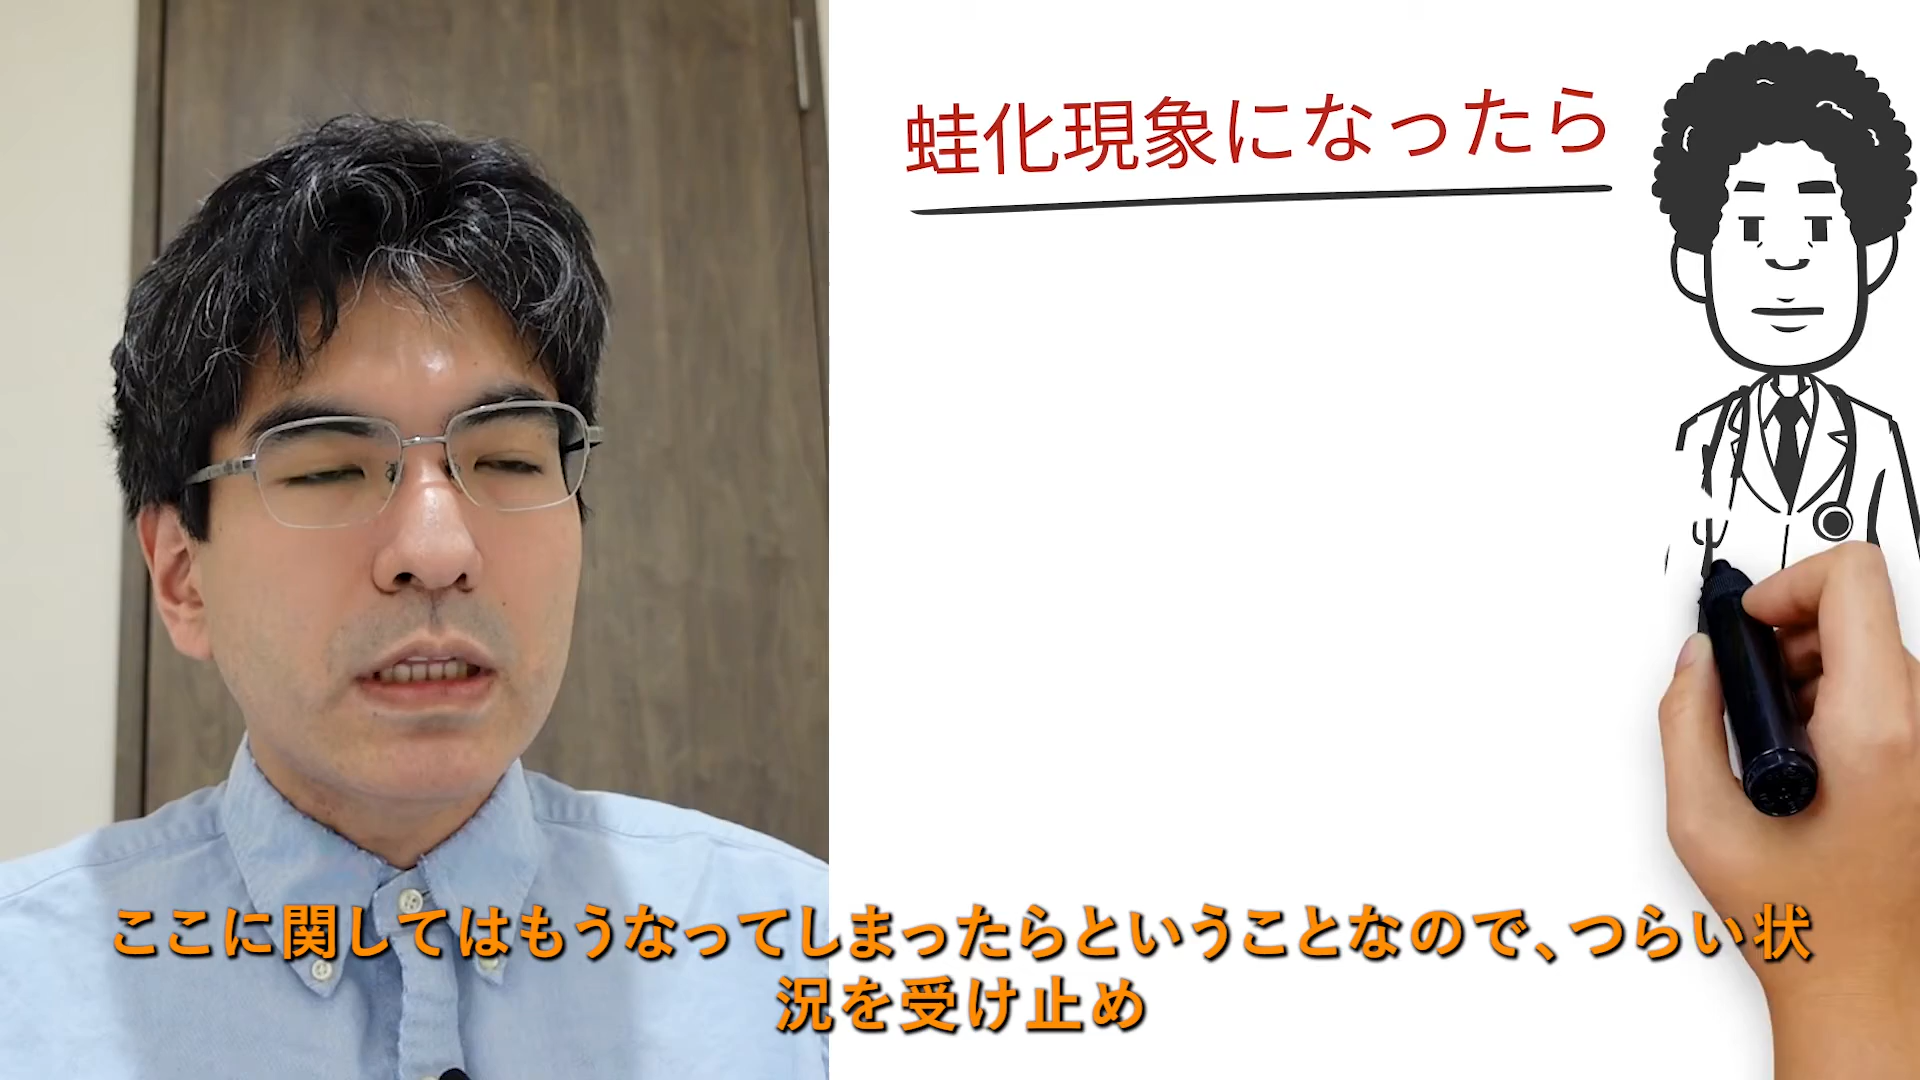 蛙化現象になったら
ここに関してはもうなってしまったらということなので、つらい状
況を受け止め